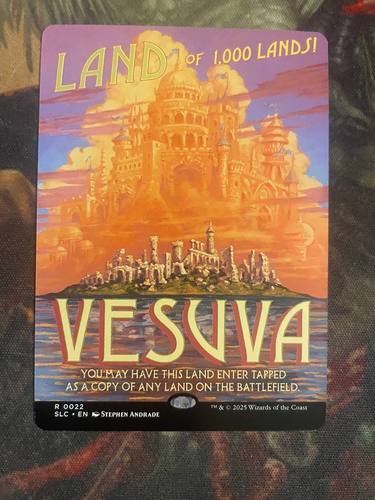 LAND OF 1,000 LANDS!
VESUVA
YOU MAY HAVE THIS LAND ENTER TAPPED
AS A COPY OF ANY LAND ON THE BATTLEFIELD.
R 0022
SLC • EN STEPHEN ANDRADE
™ & © 2025 Wizards of the Coast